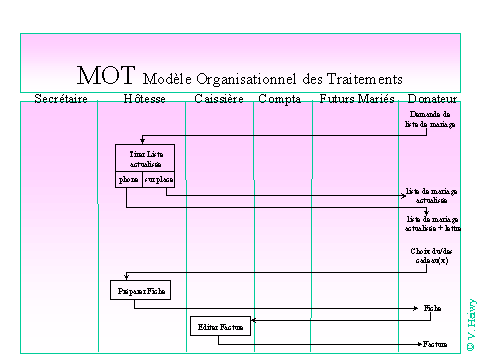 MOT Modèle Organisationnel des Traitements
Secrétaire Hôtesse Caissière Compta Futurs Mariés Donateur
Demande de
liste de mariage
Tirer Liste
actualisée
phone sur place
liste de mariage
actualisée
liste de mariage
actualisée + lettre
Choix du/des
cadeau(x)
Préparer Fiche
Fiche
Editer Facture
Facture
© V. Heiwy